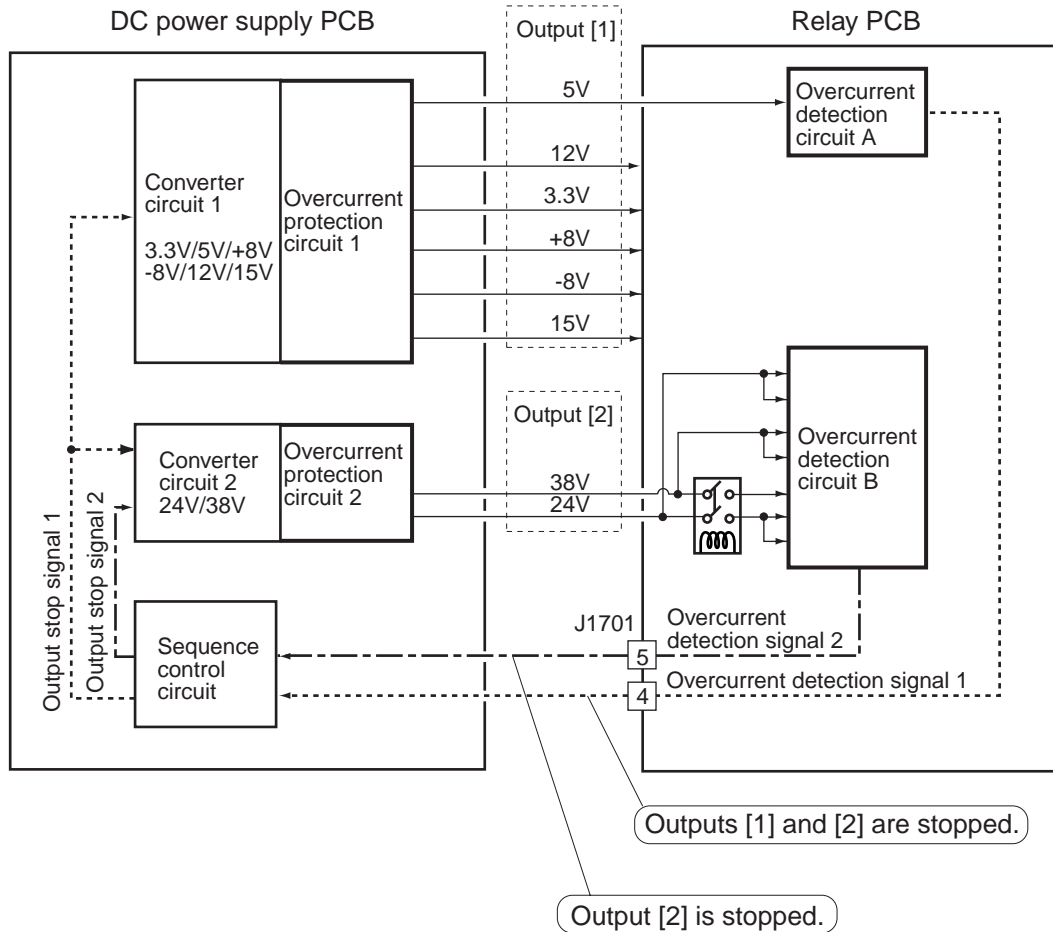 DC power supply PCB
Output [1]
Relay PCB
5V
Overcurrent
detection
circuit A
12V
Converter
circuit 1
3.3V/5V/+8V
-8V/12V/15V
Overcurrent
protection
circuit 1
3.3V
+8V
-8V
15V
Output [2]
Converter
circuit 2
24V/38V
Overcurrent
protection
circuit 2
38V
24V
Overcurrent
detection
circuit B
Output stop signal 1
Output stop signal 2
Sequence
control
circuit
J1701
Overcurrent
detection signal 2
5
Overcurrent detection signal 1
4
Outputs [1] and [2] are stopped.
Output [2] is stopped.